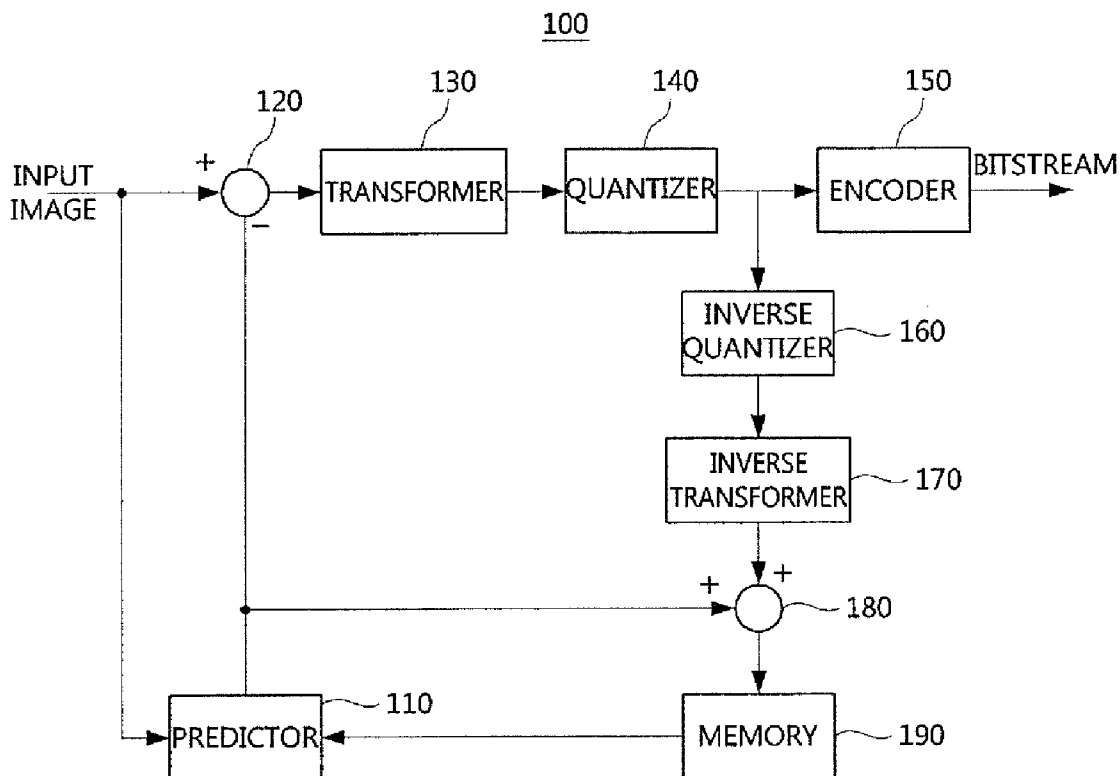 100
120
130
140
150
+
INPUT
IMAGE
−
TRANSFORMER
QUANTIZER
ENCODER
BITSTREAM
INVERSE
QUANTIZER
160
INVERSE
TRANSFORMER
170
+
+
180
110
PREDICTOR
MEMORY
190